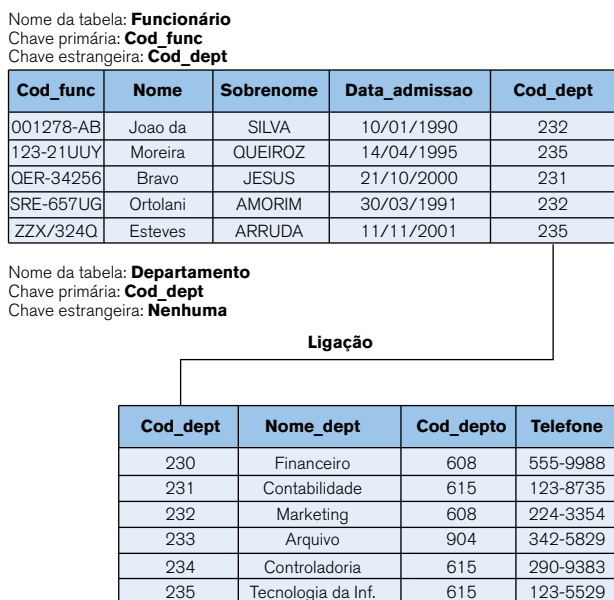 Nome da tabela: Funcionário
Chave primária: Cod_func
Chave estrangeira: Cod_dept
Cod_func Nome Sobrenome Data_admissao Cod_dept
001278-AB Joao da SILVA 10/01/1990 232
123-21UUY Moreira QUEIROZ 14/04/1995 235
QER-34256 Bravo JESUS 21/10/2000 231
SRE-657UG Ortolani AMORIM 30/03/1991 232
ZZX/324Q Esteves ARRUDA 11/11/2001 235
Nome da tabela: Departamento
Chave primária: Cod_dept
Chave estrangeira: Nenhuma
Ligação
Cod_dept Nome_dept Cod_depto Telefone
230 Financeiro 608 555-9988
231 Contabilidade 615 123-8735
232 Marketing 608 224-3354
233 Arquivo 904 342-5829
234 Controladoria 615 290-9383
235 Tecnologia da Inf. 615 123-5529